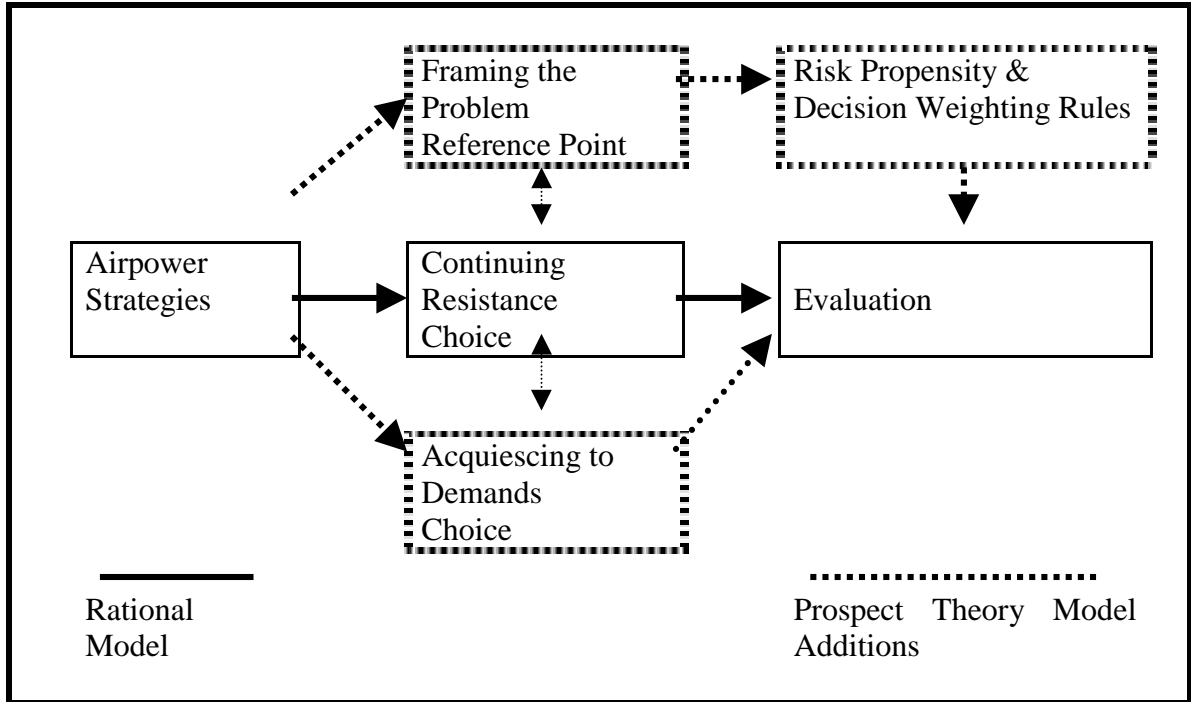 Framing the
Problem
Reference Point
Risk Propensity &
Decision Weighting Rules
Airpower
Strategies
Continuing
Resistance
Choice
Evaluation
Acquiescing to
Demands
Choice
Rational
Model
Prospect Theory Model
Additions